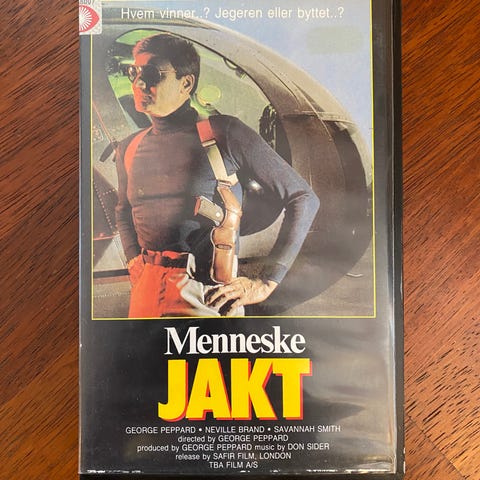 Hvem vinner..? Jegeren eller byttet..?
Menneske
JAKT
GEORGE PEPPARD • NEVILLE BRAND • SAVANNAH SMITH
directed by GEORGE PEPPARD
produced by GEORGE PEPPARD music by DON SIDER
release by SAFIR FILM, LONDON
TBA FILM A/S